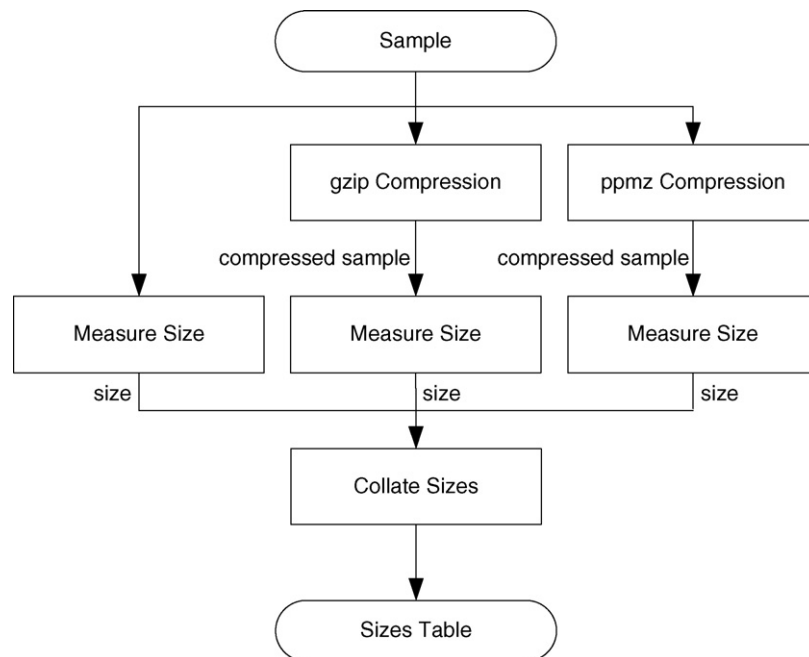 Sample
gzip Compression
ppmz Compression
compressed sample
compressed sample
Measure Size
Measure Size
Measure Size
size
size
size
Collate Sizes
Sizes Table